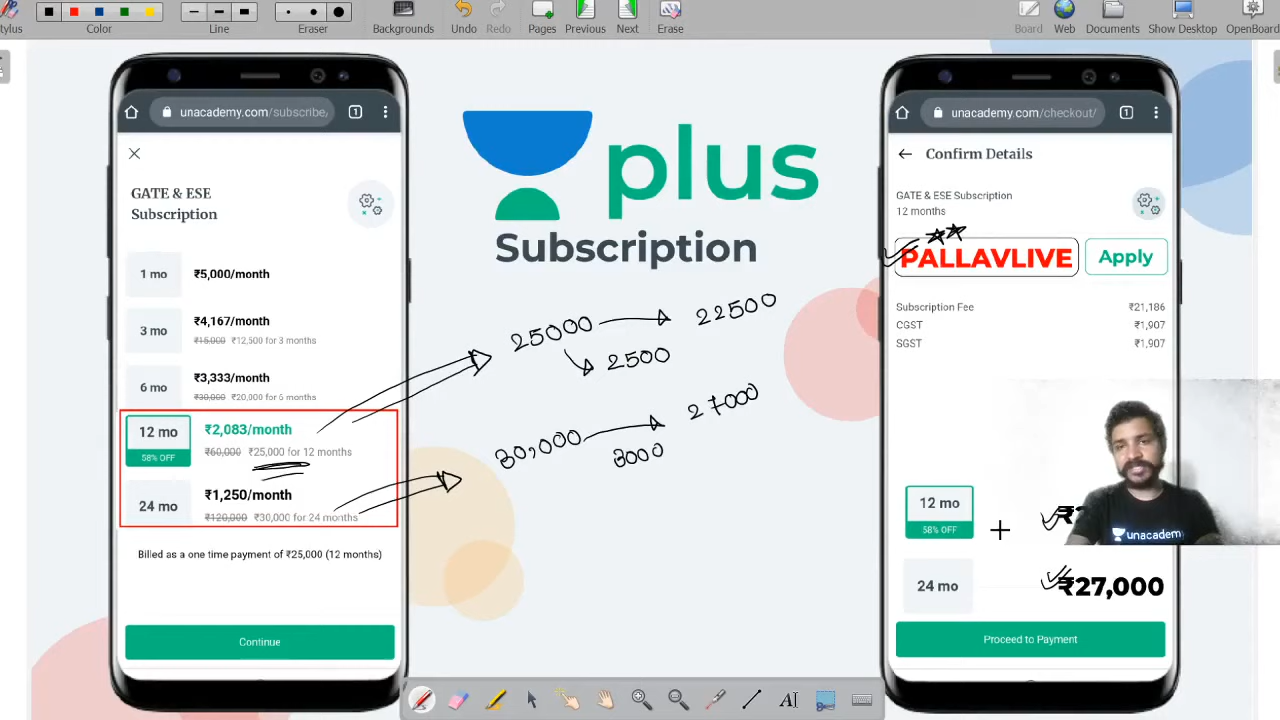 Stylus
Color
Line
Eraser
Backgrounds
Undo
Redo
Pages
Previous
Next
Erase
Board
Web
Documents
Show Desktop
OpenBoard
unacademy.com/subscribe/
1
GATE & ESE
Subscription
1 mo
₹5,000/month
3 mo
₹4,167/month
₹15,000 ₹12,500 for 3 months
6 mo
₹3,333/month
₹30,000 ₹20,000 for 6 months
12 mo
58% OFF
₹2,083/month
₹60,000 ₹25,000 for 12 months
24 mo
₹1,250/month
₹120,000 ₹30,000 for 24 months
Billed as a one time payment of ₹25,000 (12 months)
Continue
plus
Subscription
25000
22500
2500
30,000
27000
3000
unacademy.com/checkout/
1
Confirm Details
GATE & ESE Subscription
12 months
PALLAVLIVE
Apply
Subscription Fee ₹21,186
CGST ₹1,907
SGST ₹1,907
12 mo
58% OFF
unacademy
24 mo
₹27,000
Proceed to Payment